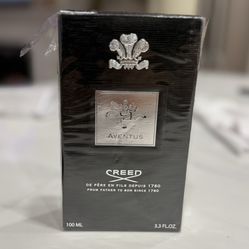 AVENTUS
CREED
DE PÈRE EN FILS DEPUIS 1760
FROM FATHER TO SON SINCE 1760
100 ML 3.3 FL.OZ.